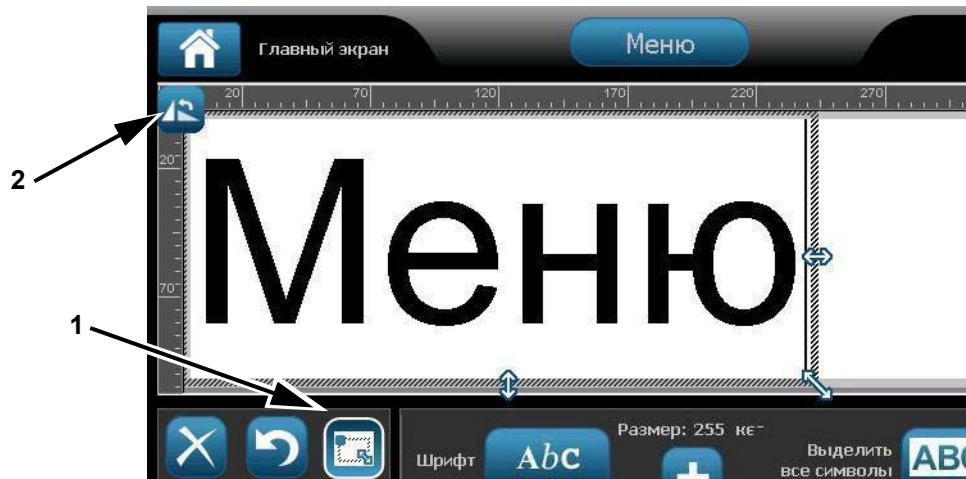 Главный экран
Меню
20 70 120 170 220 270
2
20
Меню
70
1
Размер: 255 кє-
Шрифт
AbC
Выделить
все символы
ABC